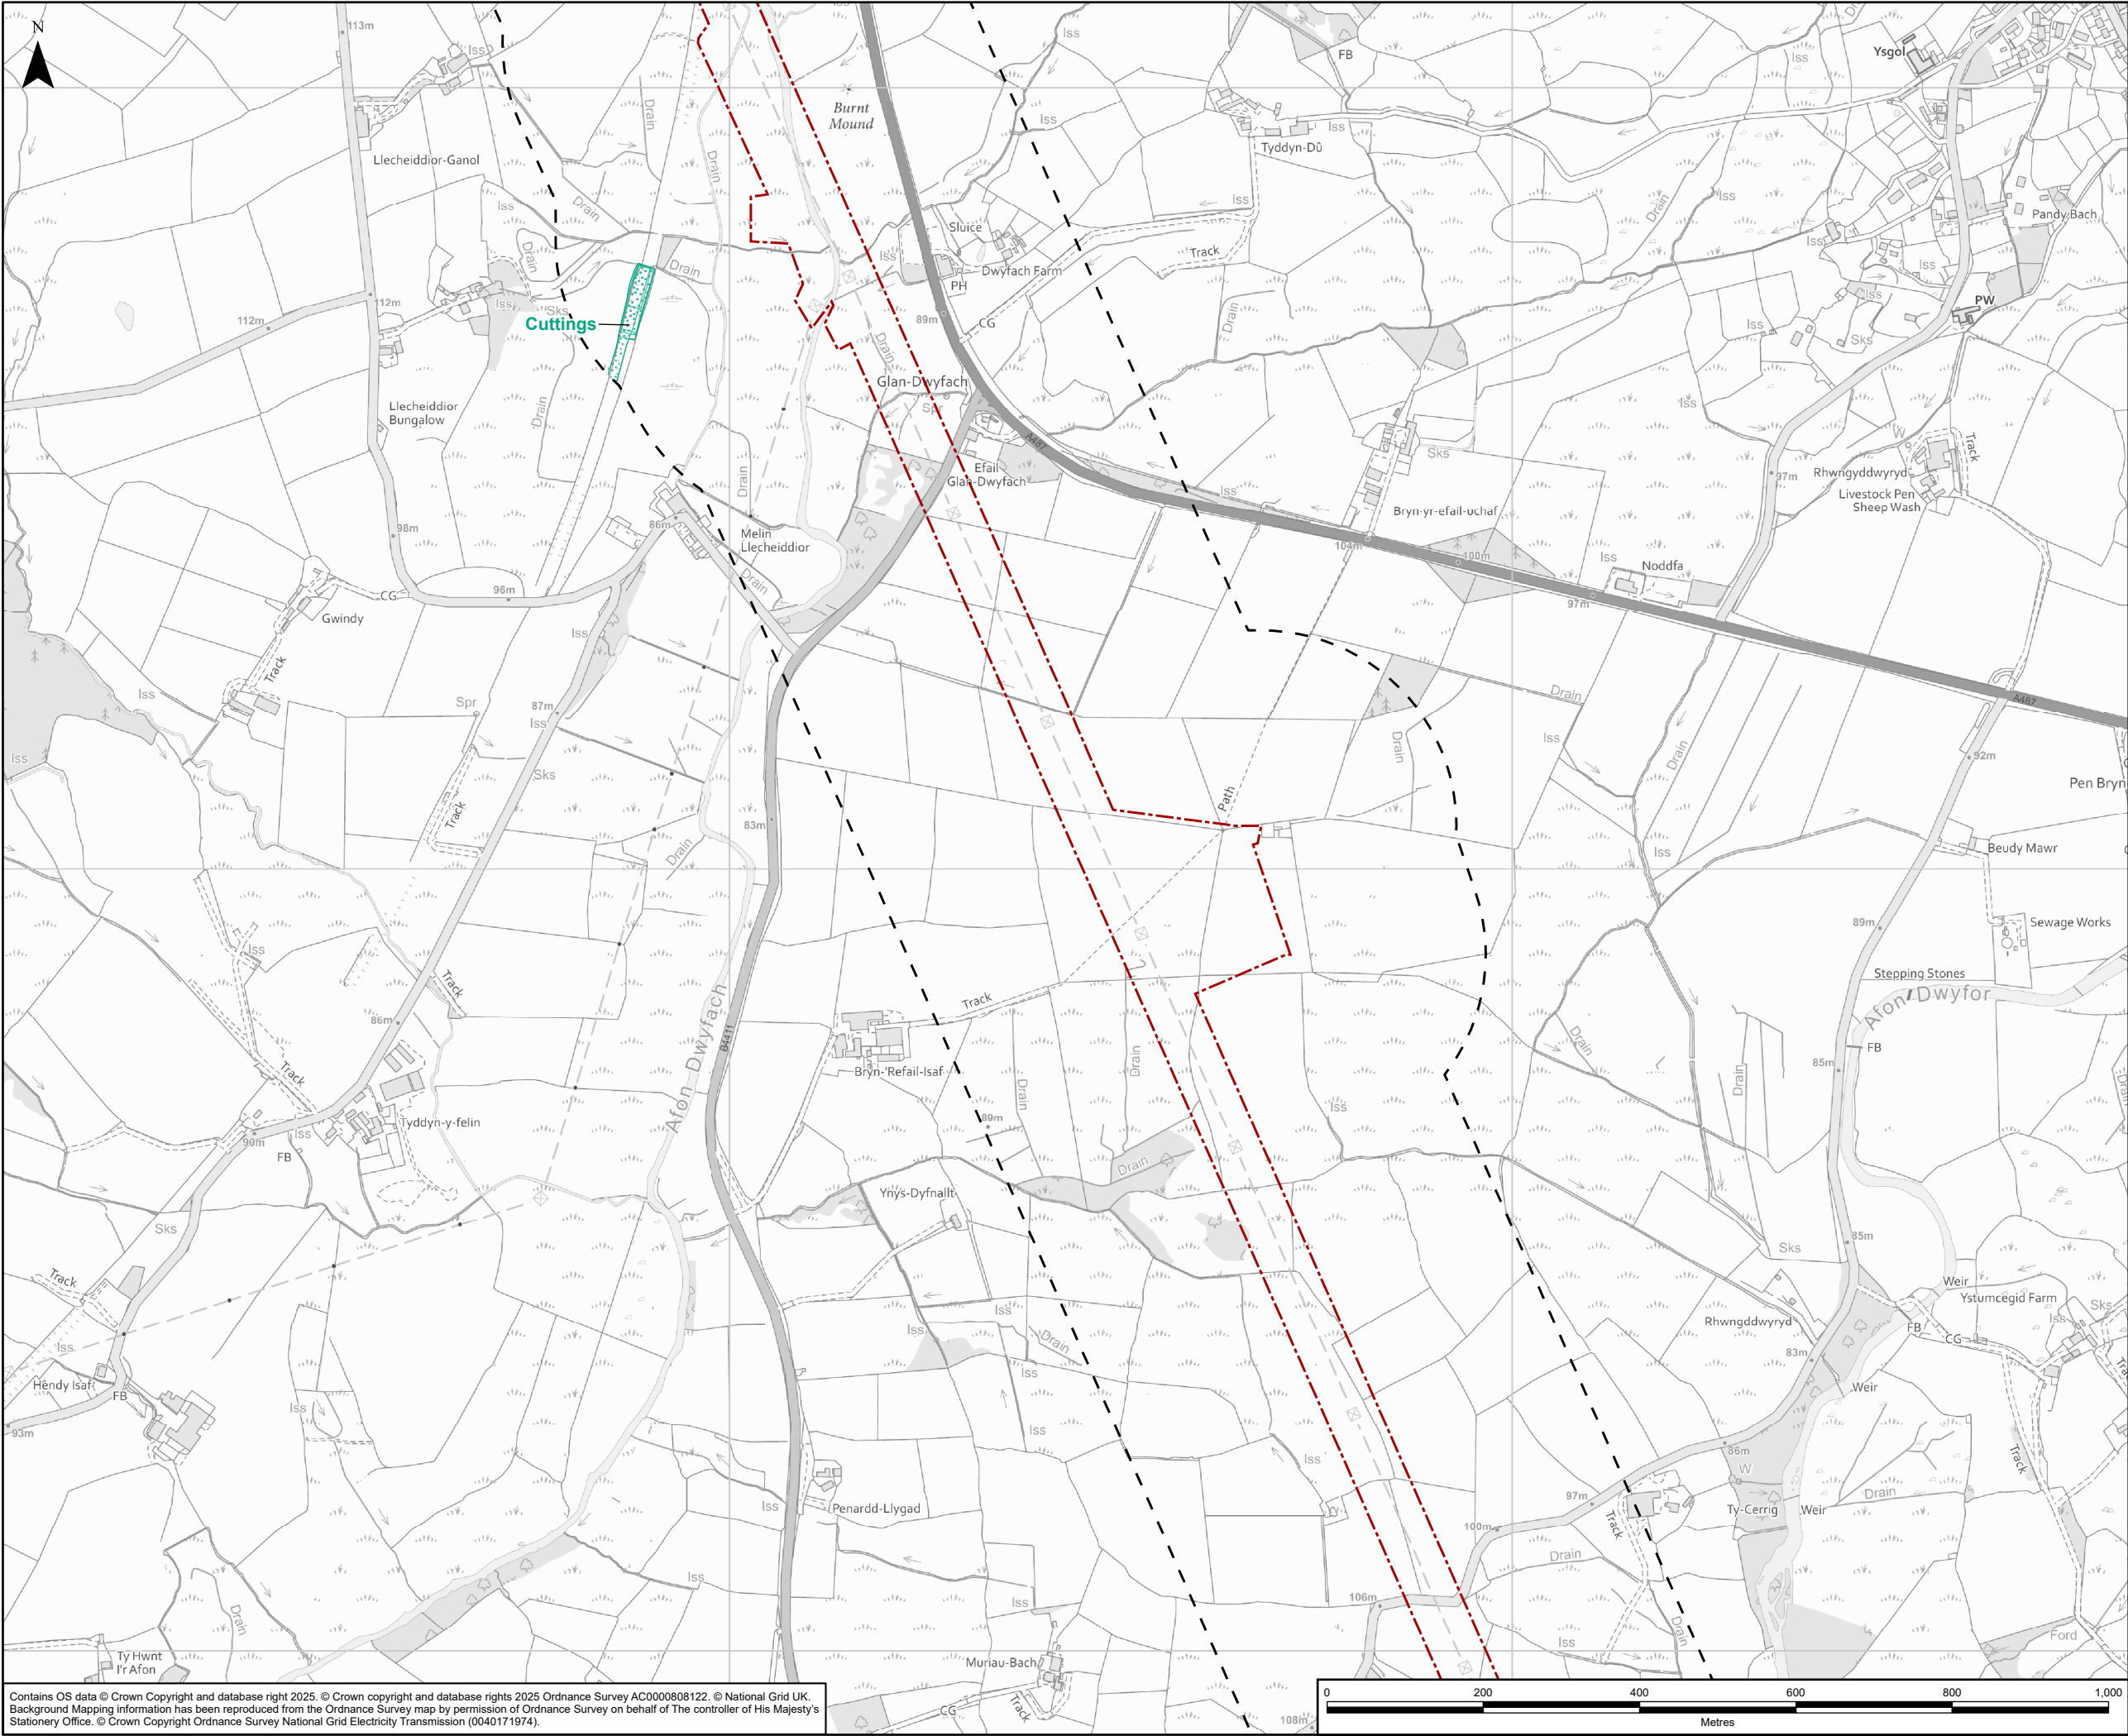 N
113m
Iss
Iss
FB
Ysgol
Iss
Burnt
Mound
Drain
Iss
Iss
Tyddyn-Dû
Llecheiddior-Ganol
Drain
Iss
Drain
Iss
Drain
Iss
Pandy Bach
Sluice
Iss
Track
Drain
Iss
Dwyfach Farm
Iss
Drain
PH
112m
Iss
Sks
Iss
PW
Cuttings
112m
89m
CG
Drain
Iss
Sks
Drain
Glan-Dwyfach
Spr
Llecheiddior
Bungalow
Drain
Iss
W
Track
A487
Sks
Efail
Glan-Dwyfach
Drain
97m
Rhwngyddwyryd
Livestock Pen
Sheep Wash
Iss
Bryn-yr-efail-uchaf
98m
86m
Melin
Llecheiddior
104m
100m
Iss
Noddfa
Drain
96m
CG
97m
Gwindy
Iss
Track
Iss
Drain
A487
Spr
87m
Iss
Iss
Drain
Drain
92m
Iss
Sks
Pen Bryn
Path
Track
83m
Drain
Iss
Beudy Mawr
89m
Sewage Works
Iss
Track
Stepping Stones
Afon Dwyfor
Track
86m
Afon Dwyfach
B4411
Drain
Drain
FB
Bryn-'Refail-Isaf
85m
Drain
Drain
Drain
Track
Iss
89m
Tyddyn-y-felin
90m
Iss
FB
Drain
Ynys-Dyfnallt
Sks
85m
Sks
Track
Weir
Ystumcegid Farm
Sks
Iss
Iss
Rhwngddwyryd
FB
CG
Iss
Drain
Iss
83m
Iss
Hendy Isaf
FB
Weir
Iss
93m
Iss
Iss
86m
W
Track
97m
Iss
Penardd-Llygad
Drain
Ty-Cerrig
Weir
Track
100m
Drain
Iss
106m
Iss
Drain
Drain
Iss
Ford
Ty Hwnt
I'r Afon
Muriau-Bach
CG
Track
108m
Contains OS data © Crown Copyright and database right 2025. © Crown copyright and database rights 2025 Ordnance Survey AC0000808122. © National Grid UK.
Background Mapping information has been reproduced from the Ordnance Survey map by permission of Ordnance Survey on behalf of The controller of His Majesty's
Stationery Office. © Crown Copyright Ordnance Survey National Grid Electricity Transmission (0040171974).
0 200 400 600 800 1,000
Metres